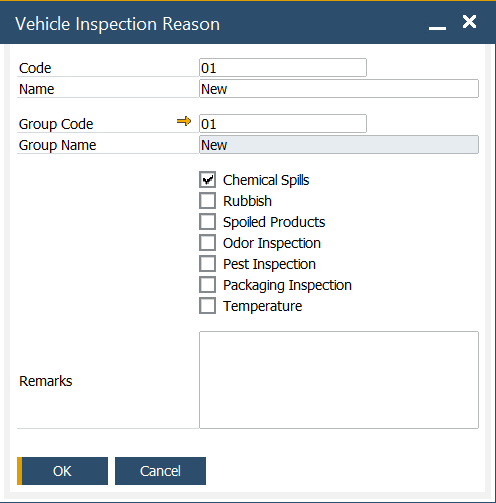 Vehicle Inspection Reason
Code 01
Name New
Group Code 01
Group Name New
Chemical Spills
Rubbish
Spoiled Products
Odor Inspection
Pest Inspection
Packaging Inspection
Temperature
Remarks
OK Cancel